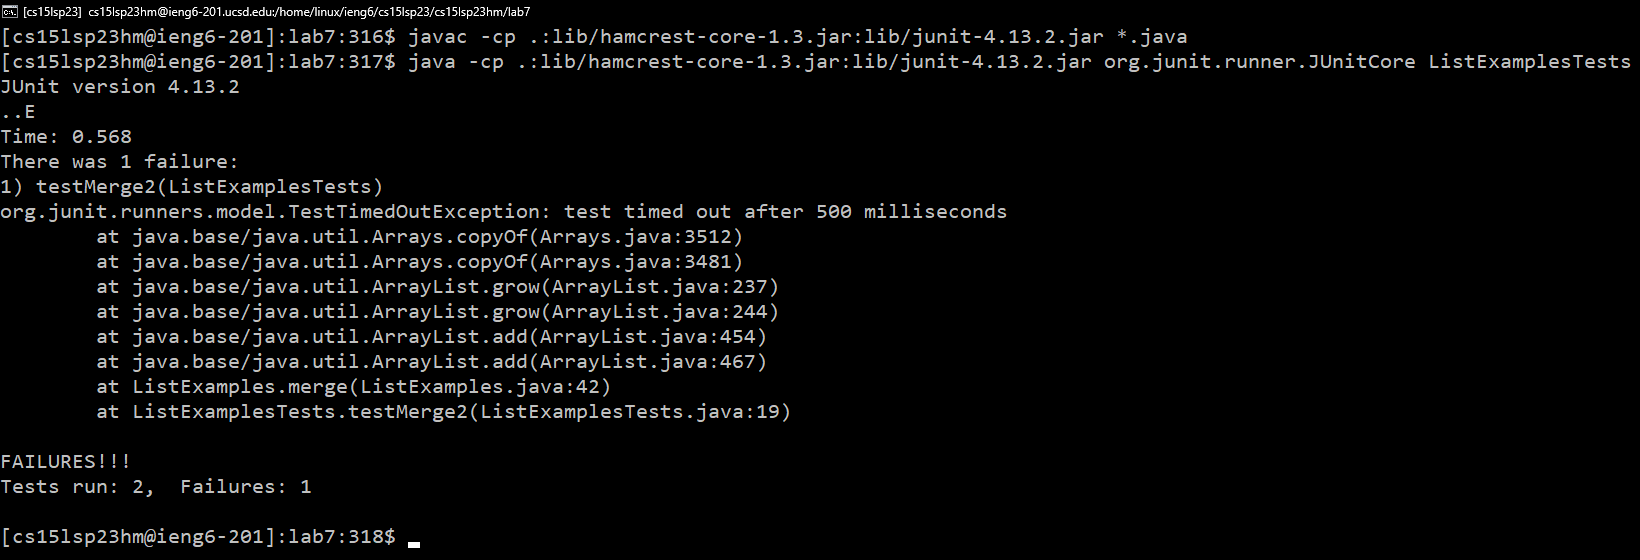 [cs15lsp23] cs15lsp23hm@ieng6-201.ucsd.edu:/home/linux/ieng6/cs15lsp23/cs15lsp23hm/lab7
[cs15lsp23hm@ieng6-201]:lab7:316$ javac -cp .:lib/hamcrest-core-1.3.jar:lib/junit-4.13.2.jar *.java
[cs15lsp23hm@ieng6-201]:lab7:317$ java -cp .:lib/hamcrest-core-1.3.jar:lib/junit-4.13.2.jar org.junit.runner.JUnitCore ListExamplesTests
JUnit version 4.13.2
..E
Time: 0.568
There was 1 failure:
1) testMerge2(ListExamplesTests)
org.junit.runners.model.TestTimedOutException: test timed out after 500 milliseconds
        at java.base/java.util.Arrays.copyOf(Arrays.java:3512)
        at java.base/java.util.Arrays.copyOf(Arrays.java:3481)
        at java.base/java.util.ArrayList.grow(ArrayList.java:237)
        at java.base/java.util.ArrayList.grow(ArrayList.java:244)
        at java.base/java.util.ArrayList.add(ArrayList.java:454)
        at java.base/java.util.ArrayList.add(ArrayList.java:467)
        at ListExamples.merge(ListExamples.java:42)
        at ListExamplesTests.testMerge2(ListExamplesTests.java:19)
FAILURES!!!
Tests run: 2,  Failures: 1
[cs15lsp23hm@ieng6-201]:lab7:318$